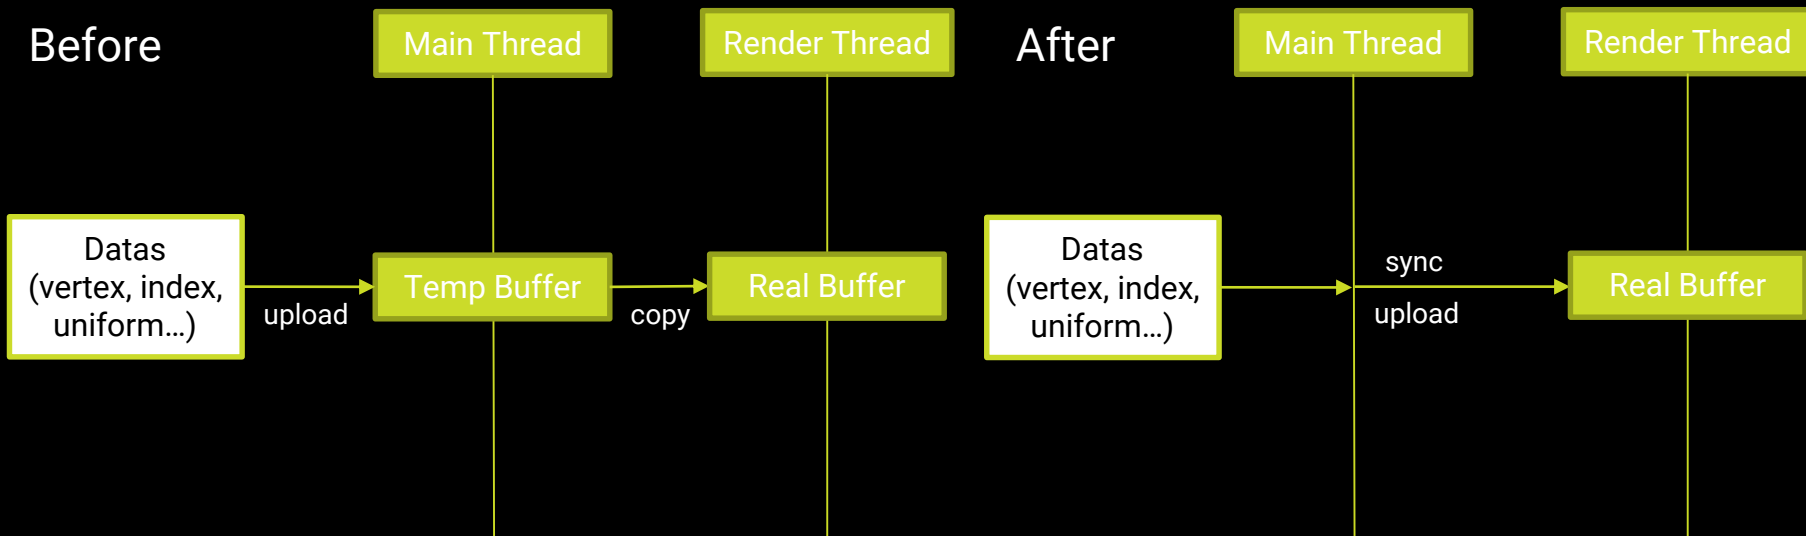 Before
Main Thread
Render Thread
Datas
(vertex, index,
uniform...)
upload
Temp Buffer
copy
Real Buffer
After
Main Thread
Render Thread
Datas
(vertex, index,
uniform...)
sync
upload
Real Buffer